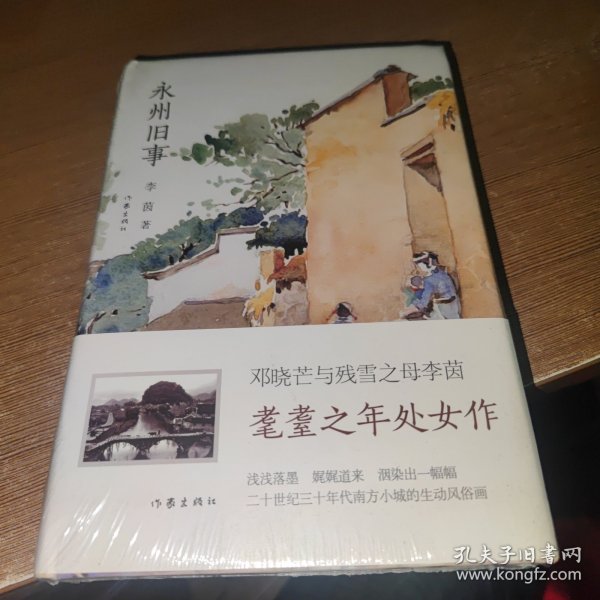 永州旧事
李茵 著
作家出版社
邓晓芒与残雪之母李茵
耄耋之年处女作
浅浅落墨 娓娓道来 洇染出一幅幅
二十世纪三十年代南方小城的生动风俗画
作家出版社
孔夫子旧书网
www.kongfz.com